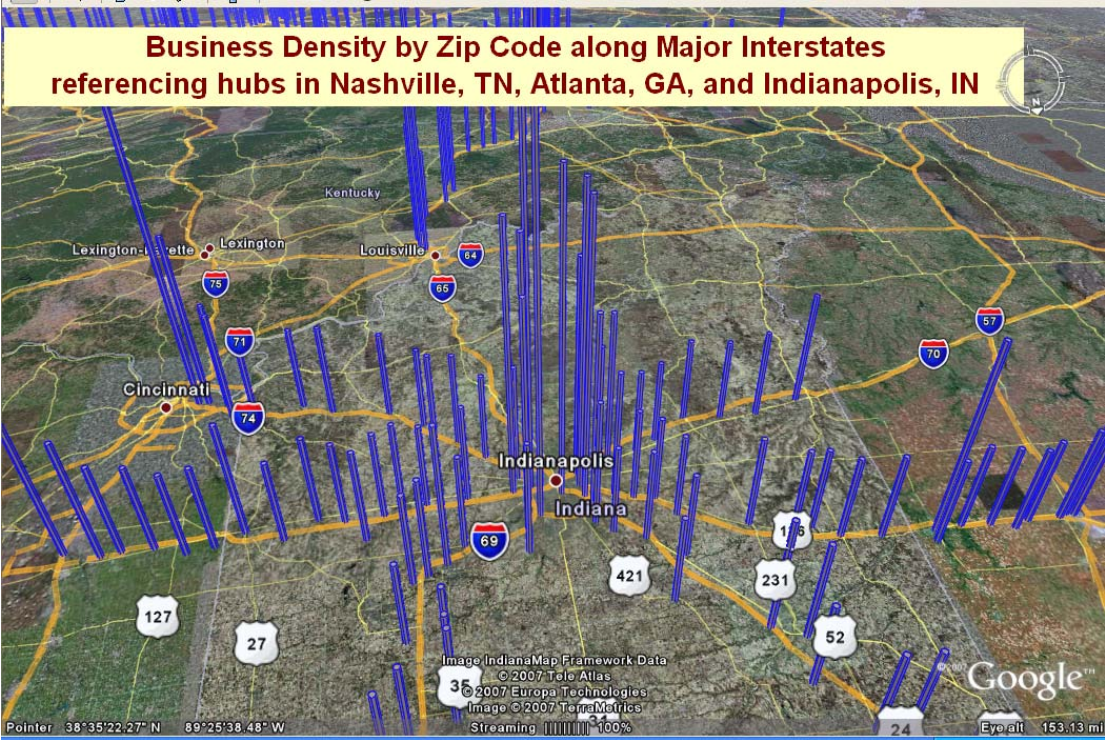 Business Density by Zip Code along Major Interstates
referencing hubs in Nashville, TN, Atlanta, GA, and Indianapolis, IN
N
Kentucky
Lexington
Louisville
64
75
65
57
71
70
Cincinnati
74
Indianapolis
Indiana
69
421
231
127
27
52
Image IndianaMap Framework Data
© 2007 Tele Atlas
35
© 2007 Europa Technologies
Image © 2007 TerraMetrics
©2007 Google™
Pointer 38°35'22.27" N 89°25'38.48" W
Streaming 100%
24
Eye alt 153.13 mi